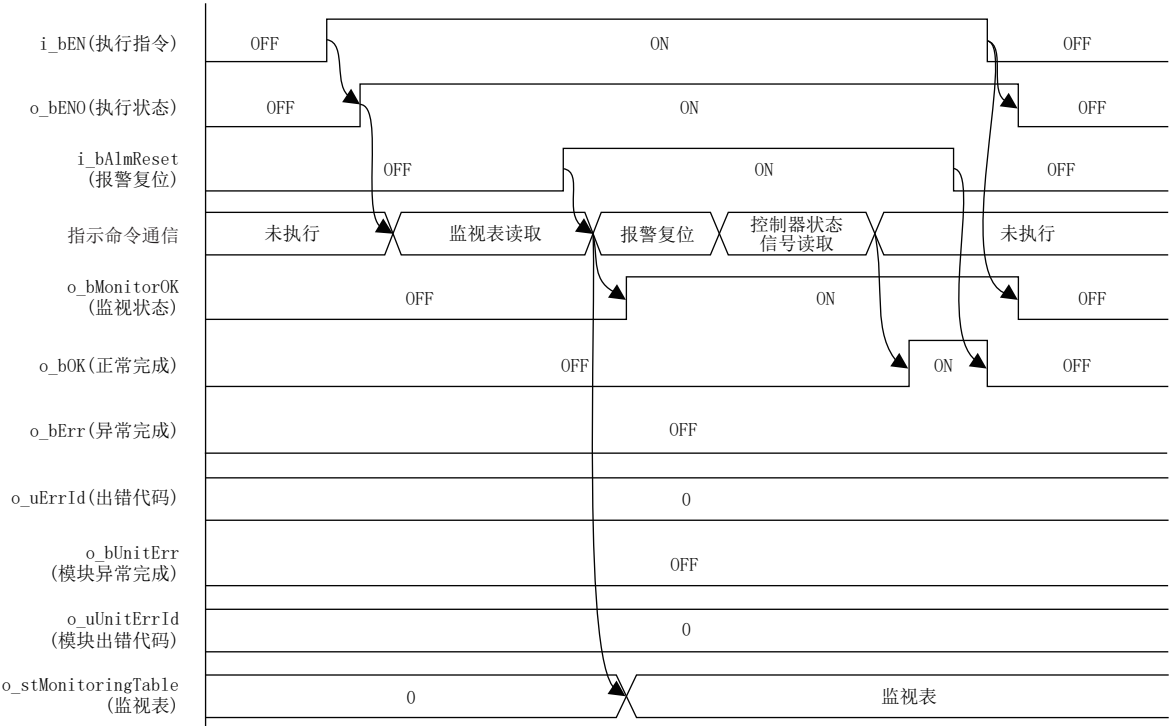 i_bEN(执行指令)
OFF
ON
OFF
o_bENO(执行状态)
OFF
ON
OFF
i_bAlmReset
(报警复位)
OFF
ON
OFF
指示命令通信
未执行
监视表读取
报警复位
控制器状态
信号读取
未执行
o_bMonitorOK
(监视状态)
OFF
ON
OFF
o_bOK(正常完成)
OFF
ON
OFF
o_bErr(异常完成)
OFF
o_uErrId(出错代码)
0
o_bUnitErr
(模块异常完成)
OFF
o_uUnitErrId
(模块出错代码)
0
o_stMonitoringTable
(监视表)
0
监视表